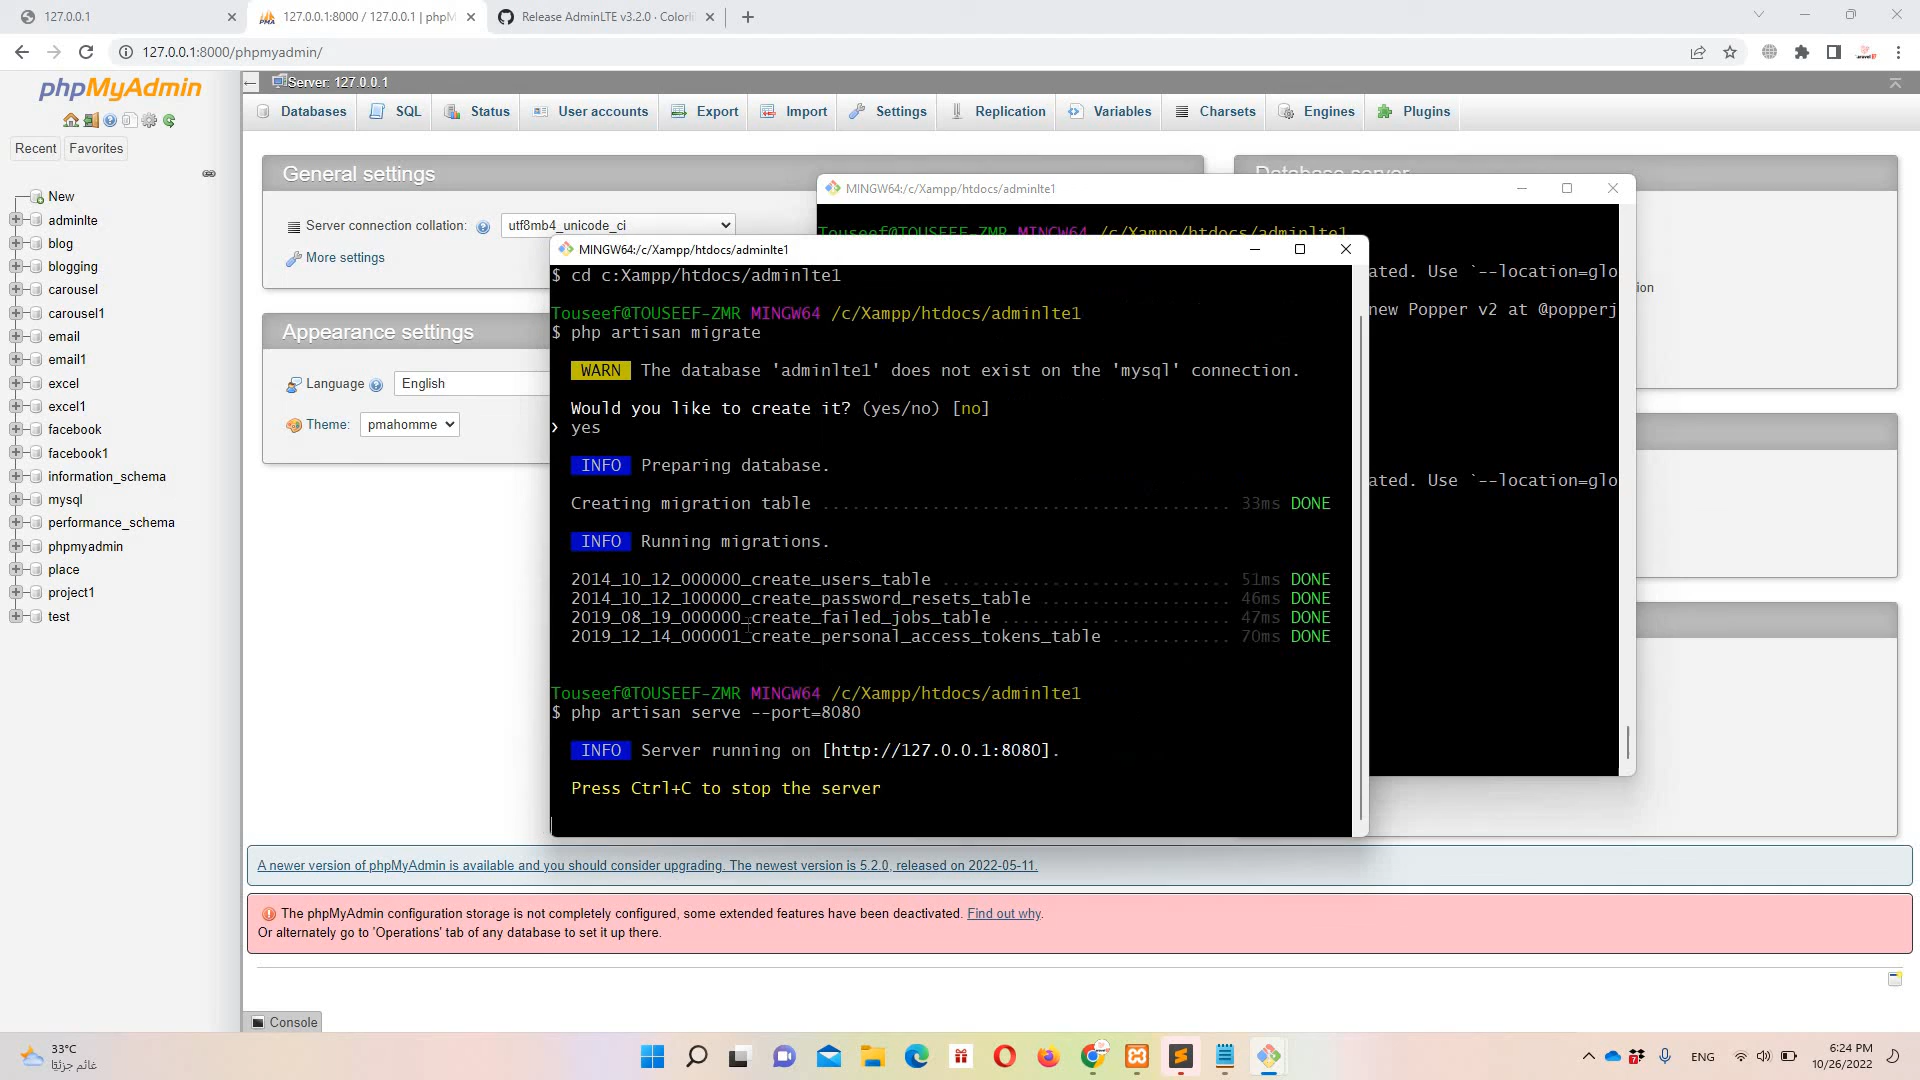 127.0.0.1
127.0.0.1:8000 / 127.0.0.1 | phpM
Release AdminLTE v3.2.0 · Colorli
127.0.0.1:8000/phpmyadmin/
phpMyAdmin
Recent
Favorites
New
adminlte
blog
blogging
carousel
carousel1
email
email1
excel
excel1
facebook
facebook1
information_schema
mysql
performance_schema
phpmyadmin
place
project1
test
Server: 127.0.0.1
Databases
SQL
Status
User accounts
Export
Import
Settings
Replication
Variables
Charsets
Engines
Plugins
General settings
Server connection collation:
utf8mb4_unicode_ci
More settings
Appearance settings
Language
English
Theme:
pmahomme
Database server
MINGW64:/c/Xampp/htdocs/adminlte1
Touseef@TOUSEEF-ZMR MINGW64 /c/Xampp/htdocs/adminlte1
ated. Use `--location=glo
ion
new Popper v2 at @popperj
ated. Use `--location=glo
MINGW64:/c/Xampp/htdocs/adminlte1
$ cd c:Xampp/htdocs/adminlte1
Touseef@TOUSEEF-ZMR MINGW64 /c/Xampp/htdocs/adminlte1
$ php artisan migrate
WARN The database 'adminlte1' does not exist on the 'mysql' connection.
Would you like to create it? (yes/no) [no]
› yes
INFO Preparing database.
Creating migration table ......................................... 33ms DONE
INFO Running migrations.
2014_10_12_000000_create_users_table ............................. 51ms DONE
2014_10_12_100000_create_password_resets_table ................... 46ms DONE
2019_08_19_000000_create_failed_jobs_table ....................... 47ms DONE
2019_12_14_000001_create_personal_access_tokens_table ............ 70ms DONE
Touseef@TOUSEEF-ZMR MINGW64 /c/Xampp/htdocs/adminlte1
$ php artisan serve --port=8080
INFO Server running on [http://127.0.0.1:8080].
Press Ctrl+C to stop the server
A newer version of phpMyAdmin is available and you should consider upgrading. The newest version is 5.2.0, released on 2022-05-11.
The phpMyAdmin configuration storage is not completely configured, some extended features have been deactivated. Find out why.
Or alternately go to 'Operations' tab of any database to set it up there.
Console
33°C
غائم جزئيًا
ENG
6:24 PM
10/26/2022